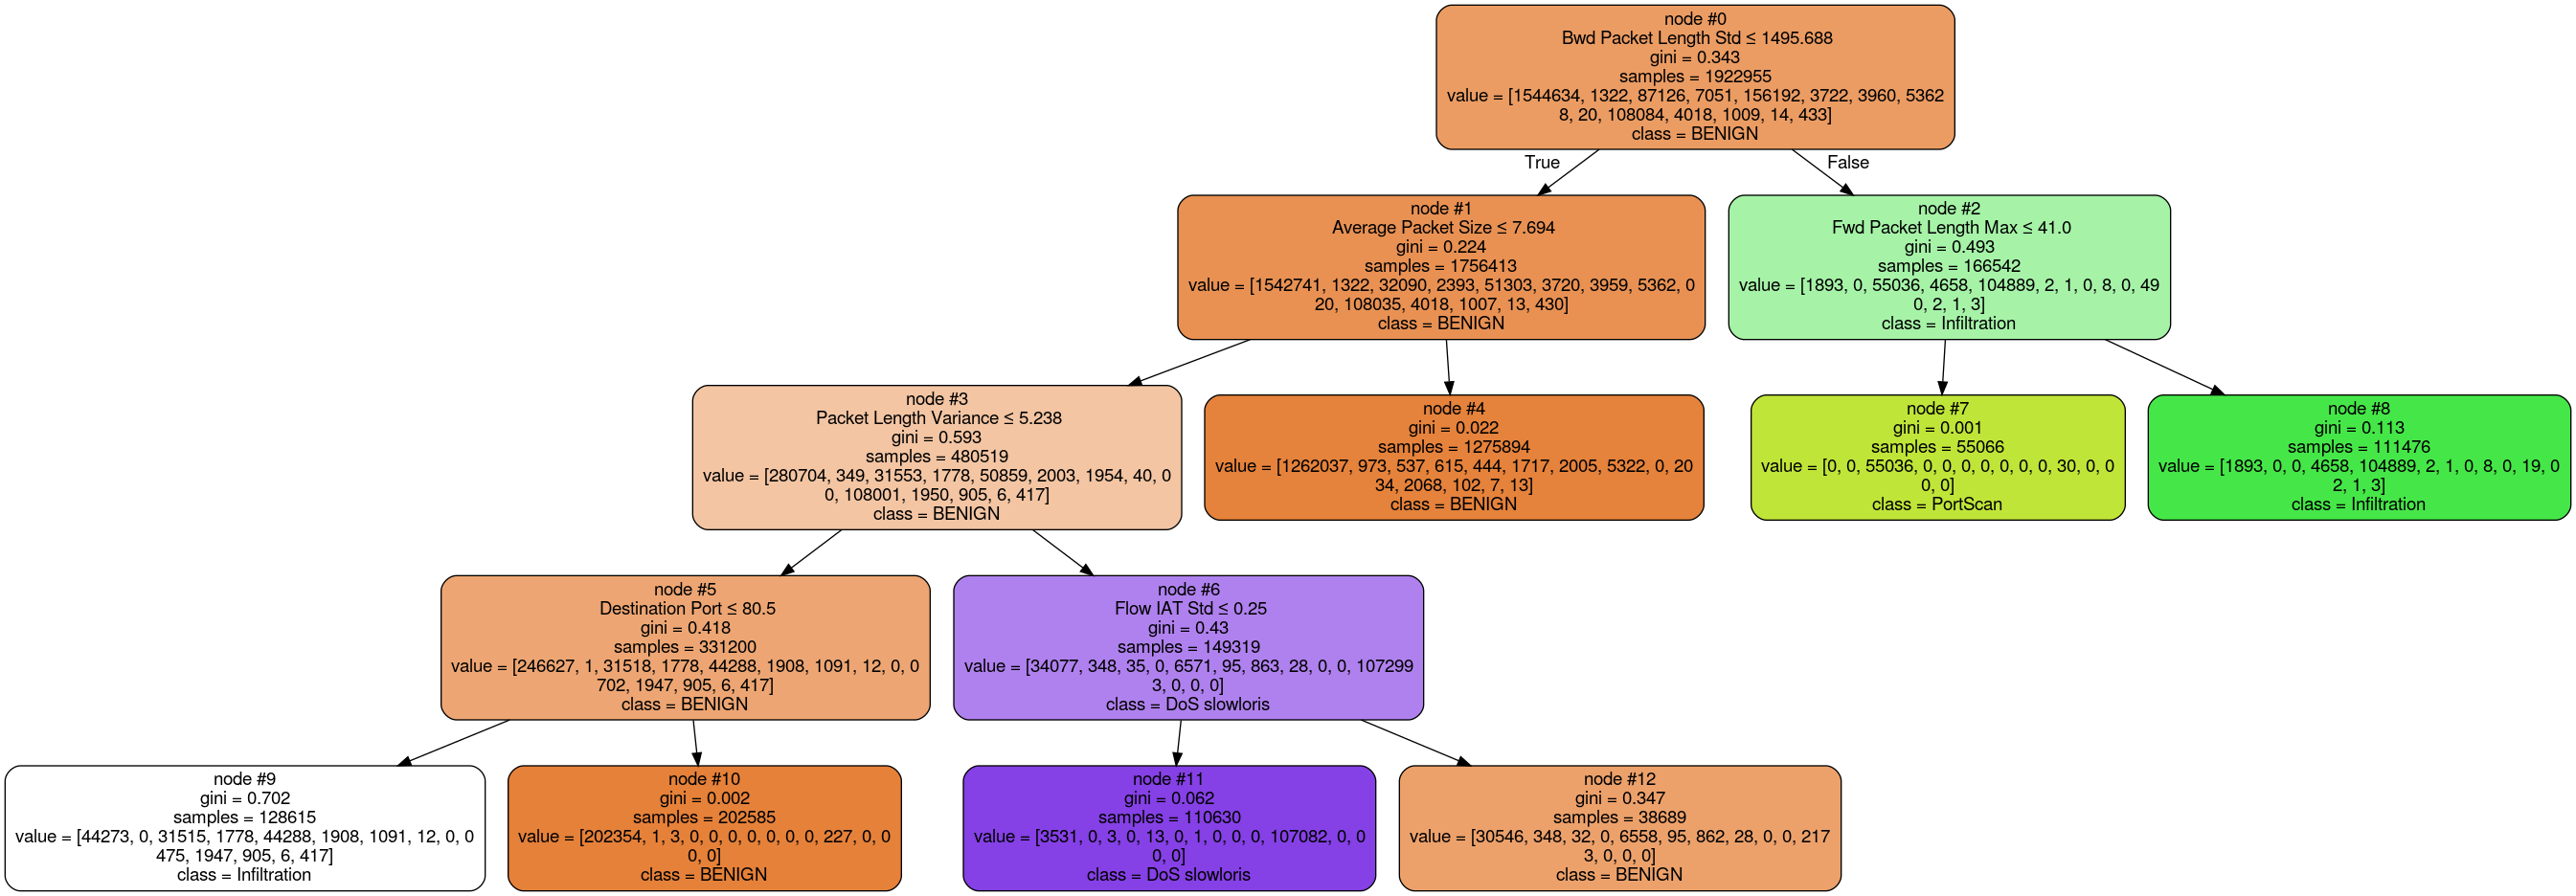 node #0
Bwd Packet Length Std ≤ 1495.688
gini = 0.343
samples = 1922955
value = [1544634, 1322, 87126, 7051, 156192, 3722, 3960, 5362
8, 20, 108084, 4018, 1009, 14, 433]
class = BENIGN
True
False
node #1
Average Packet Size ≤ 7.694
gini = 0.224
samples = 1756413
value = [1542741, 1322, 32090, 2393, 51303, 3720, 3959, 5362, 0
20, 108035, 4018, 1007, 13, 430]
class = BENIGN
node #2
Fwd Packet Length Max ≤ 41.0
gini = 0.493
samples = 166542
value = [1893, 0, 55036, 4658, 104889, 2, 1, 0, 8, 0, 49
0, 2, 1, 3]
class = Infiltration
node #3
Packet Length Variance ≤ 5.238
gini = 0.593
samples = 480519
value = [280704, 349, 31553, 1778, 50859, 2003, 1954, 40, 0
0, 108001, 1950, 905, 6, 417]
class = BENIGN
node #4
gini = 0.022
samples = 1275894
value = [1262037, 973, 537, 615, 444, 1717, 2005, 5322, 0, 20
34, 2068, 102, 7, 13]
class = BENIGN
node #7
gini = 0.001
samples = 55066
value = [0, 0, 55036, 0, 0, 0, 0, 0, 0, 0, 30, 0, 0
0, 0]
class = PortScan
node #8
gini = 0.113
samples = 111476
value = [1893, 0, 0, 4658, 104889, 2, 1, 0, 8, 0, 19, 0
2, 1, 3]
class = Infiltration
node #5
Destination Port ≤ 80.5
gini = 0.418
samples = 331200
value = [246627, 1, 31518, 1778, 44288, 1908, 1091, 12, 0, 0
702, 1947, 905, 6, 417]
class = BENIGN
node #6
Flow IAT Std ≤ 0.25
gini = 0.43
samples = 149319
value = [34077, 348, 35, 0, 6571, 95, 863, 28, 0, 0, 107299
3, 0, 0, 0]
class = DoS slowloris
node #9
gini = 0.702
samples = 128615
value = [44273, 0, 31515, 1778, 44288, 1908, 1091, 12, 0, 0
475, 1947, 905, 6, 417]
class = Infiltration
node #10
gini = 0.002
samples = 202585
value = [202354, 1, 3, 0, 0, 0, 0, 0, 0, 0, 227, 0, 0
0, 0]
class = BENIGN
node #11
gini = 0.062
samples = 110630
value = [3531, 0, 3, 0, 13, 0, 1, 0, 0, 0, 107082, 0, 0
0, 0]
class = DoS slowloris
node #12
gini = 0.347
samples = 38689
value = [30546, 348, 32, 0, 6558, 95, 862, 28, 0, 0, 217
3, 0, 0, 0]
class = BENIGN